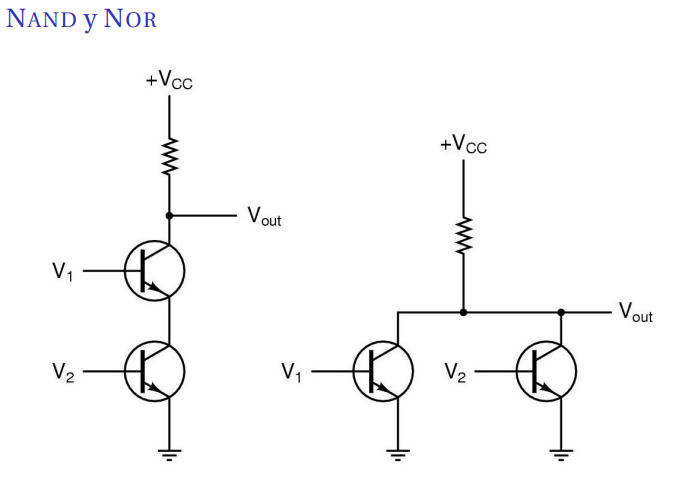 NAND y NOR
+VCC
Vout
V1
V2
+VCC
Vout
V1
V2